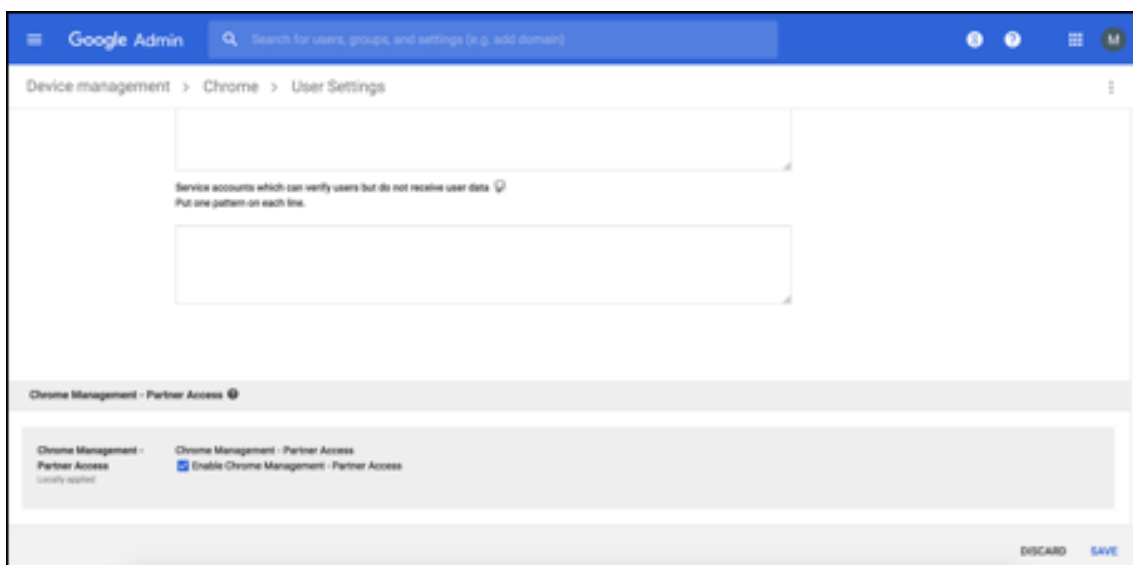 Google Admin
Search for users, groups, and settings (e.g. add domain)
M
Device management > Chrome > User Settings
Service accounts which can verify users but do not receive user data
Put one pattern on each line.
Chrome Management - Partner Access
Chrome Management -
Partner Access
Locally applied
Chrome Management - Partner Access
Enable Chrome Management - Partner Access
DISCARD SAVE